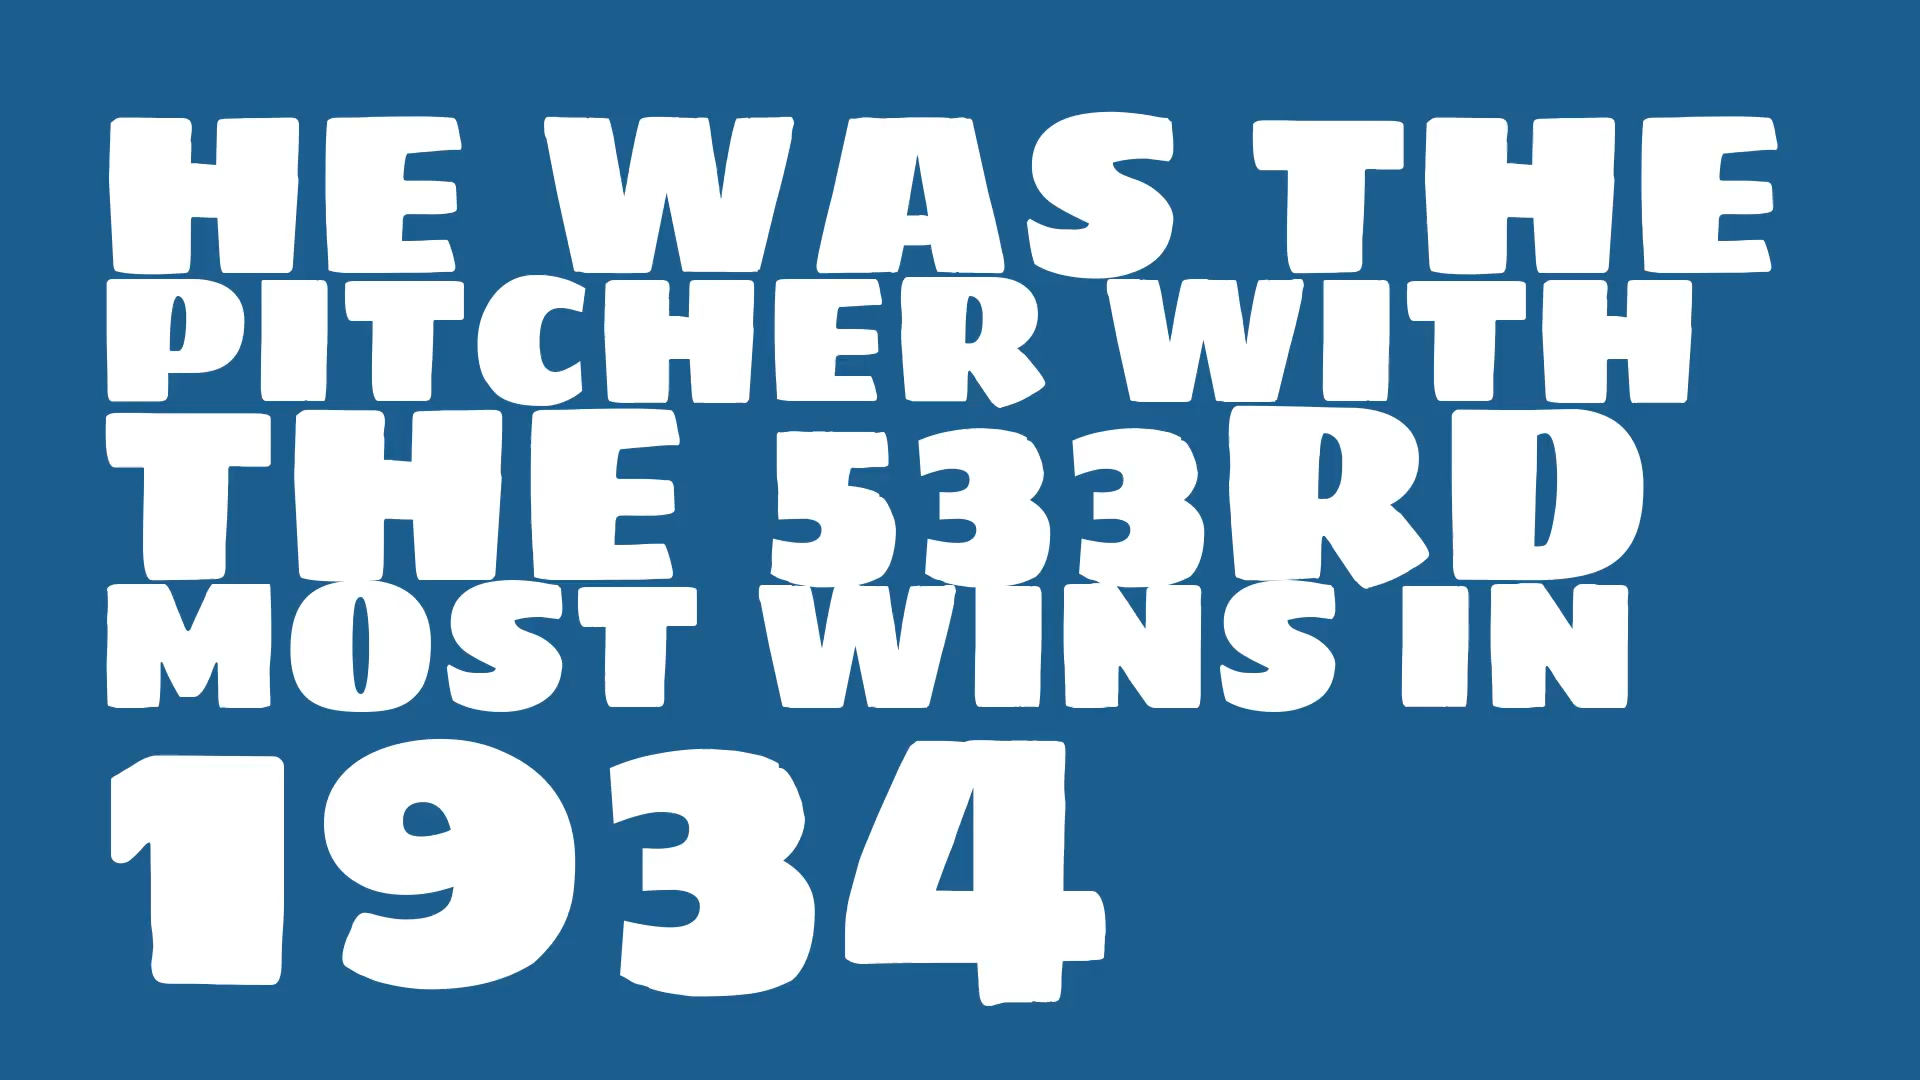 HE WAS THE
PITCHER WITH
THE 533RD
MOST WINS IN
1934